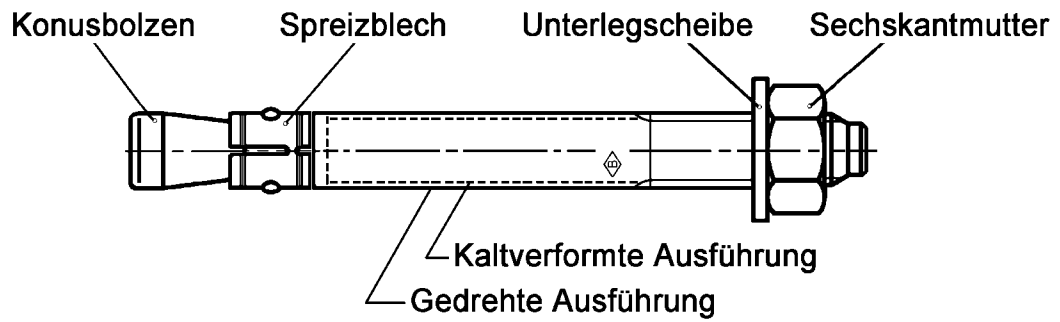 Konusbolzen Spreizblech Unterlegscheibe Sechskantmutter
B
Kaltverformte Ausführung
Gedrehte Ausführung